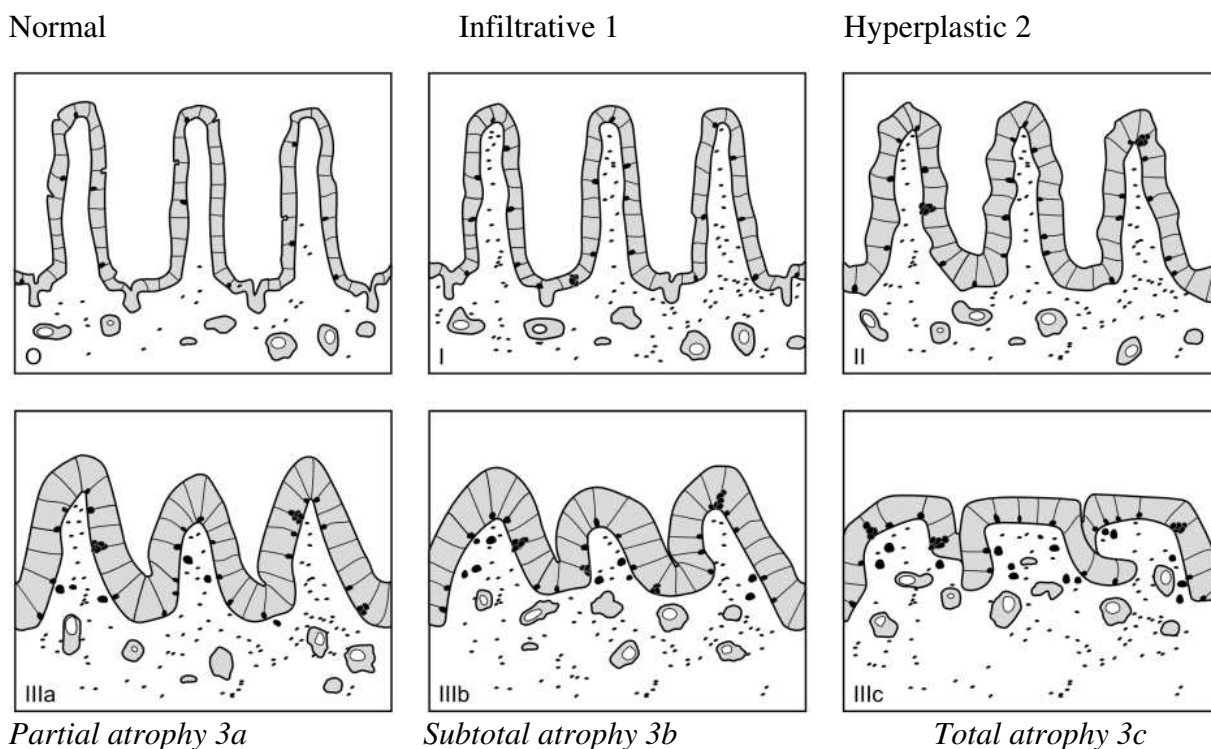 Normal Infiltrative 1 Hyperplastic 2
O I II
IIIa IIIb IIIc
Partial atrophy 3a Subtotal atrophy 3b Total atrophy 3c